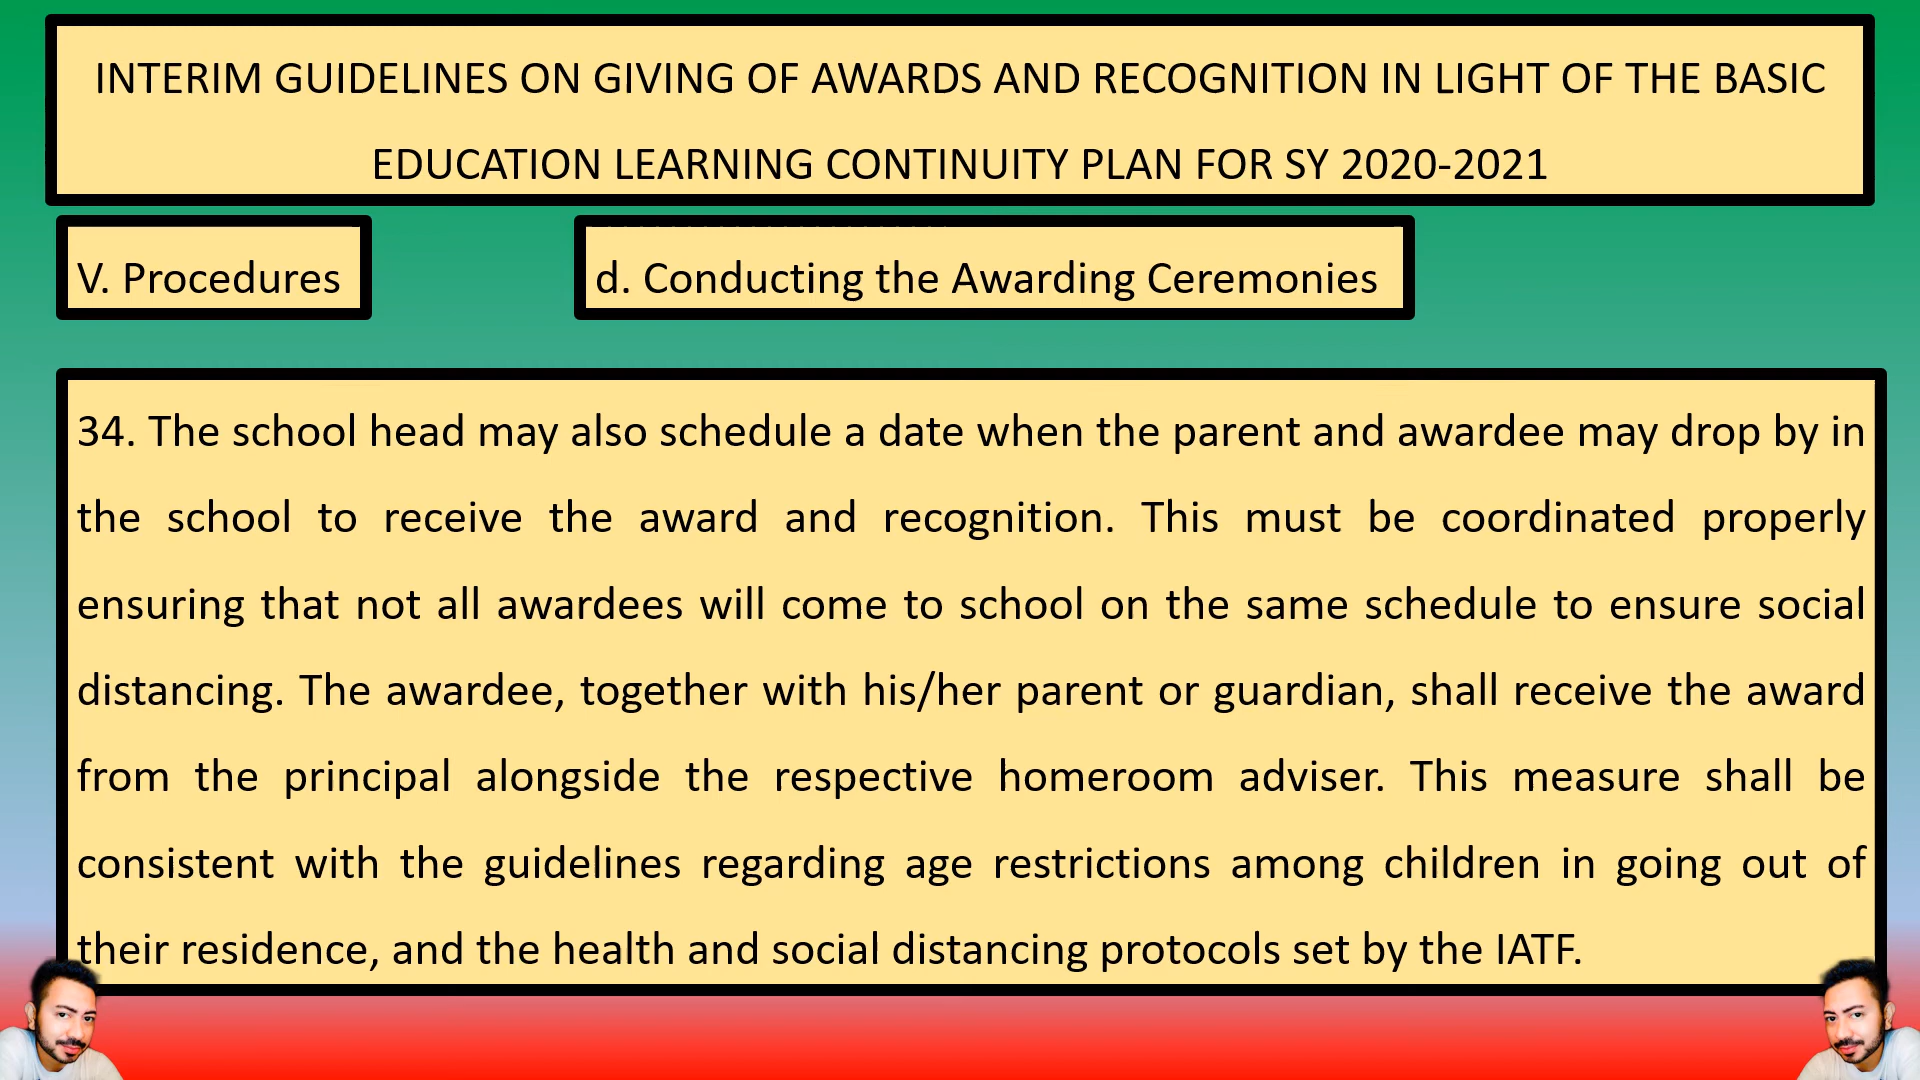 INTERIM GUIDELINES ON GIVING OF AWARDS AND RECOGNITION IN LIGHT OF THE BASIC
EDUCATION LEARNING CONTINUITY PLAN FOR SY 2020-2021
V. Procedures
d. Conducting the Awarding Ceremonies
34. The school head may also schedule a date when the parent and awardee may drop by in
the school to receive the award and recognition. This must be coordinated properly
ensuring that not all awardees will come to school on the same schedule to ensure social
distancing. The awardee, together with his/her parent or guardian, shall receive the award
from the principal alongside the respective homeroom adviser. This measure shall be
consistent with the guidelines regarding age restrictions among children in going out of
their residence, and the health and social distancing protocols set by the IATF.